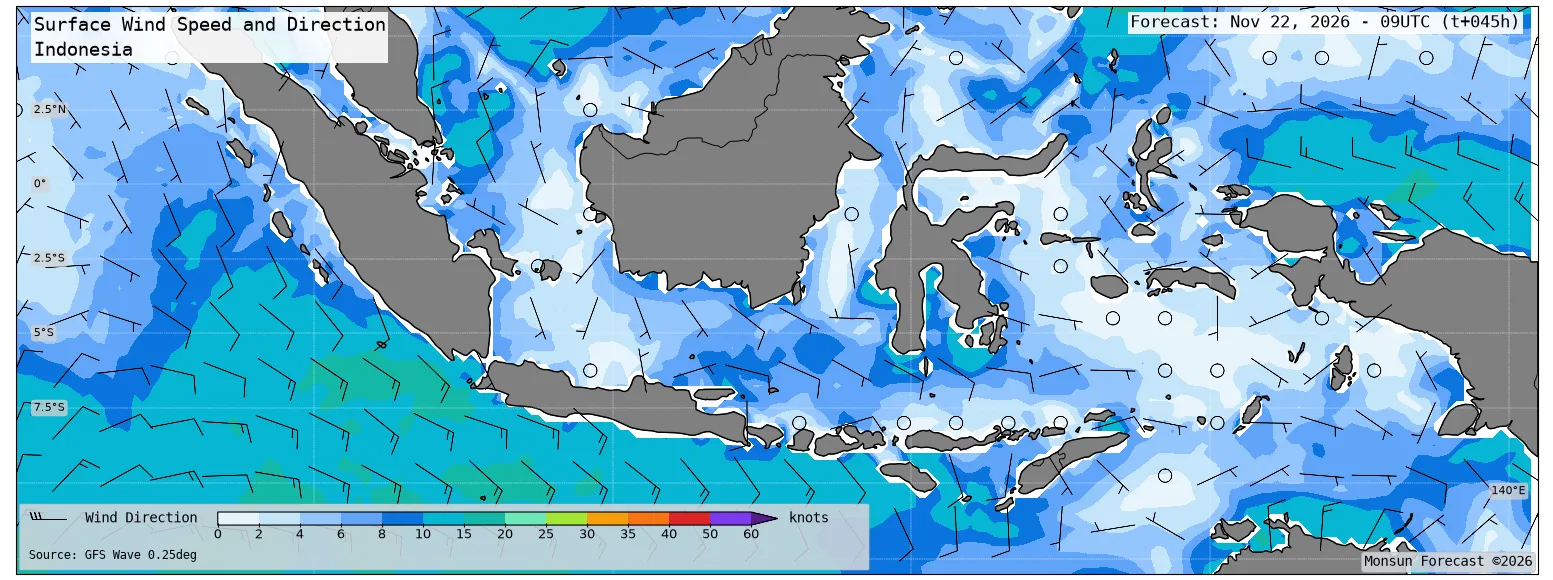 Surface Wind Speed and Direction
Indonesia
Forecast: Nov 22, 2026 - 09UTC (t+045h)
2.5°N
0°
2.5°S
5°S
7.5°S
140°E
Wind Direction
knots
0 2 4 6 8 10 15 20 25 30 35 40 50 60
Source: GFS Wave 0.25deg
Monsun Forecast ©2026